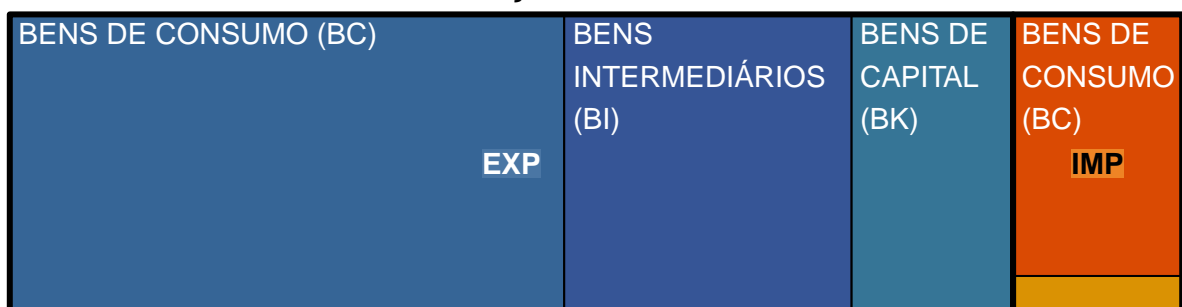 BENS DE CONSUMO (BC)
EXP
BENS
INTERMEDIÁRIOS
(BI)
BENS DE
CAPITAL
(BK)
BENS DE
CONSUMO
(BC)
IMP